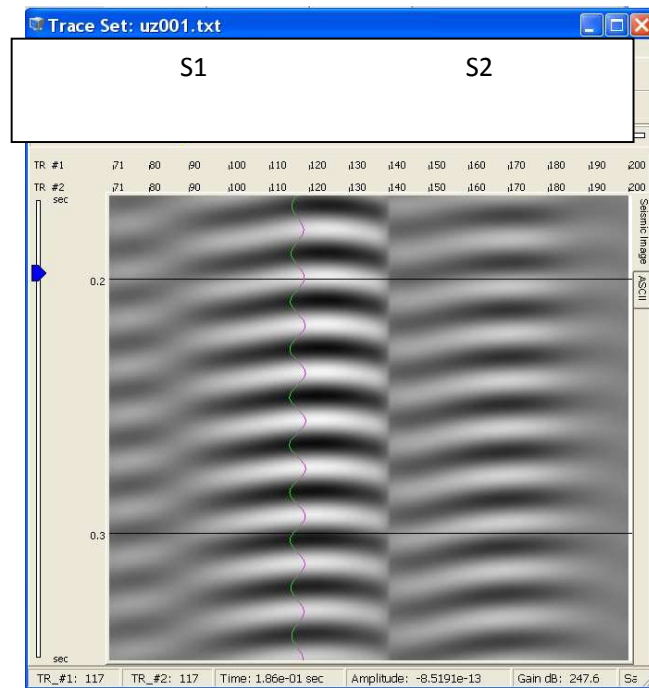 Trace Set: uz001.txt
S1 S2
TR #1 71 80 90 100 110 120 130 140 150 160 170 180 190 200
TR #2 71 80 90 100 110 120 130 140 150 160 170 180 190 200
sec
0.2
0.3
sec
Seismic Image
ASCII
TR_#1: 117 TR_#2: 117 Time: 1.86e-01 sec Amplitude: -8.5191e-13 Gain dB: 247.6 Sa